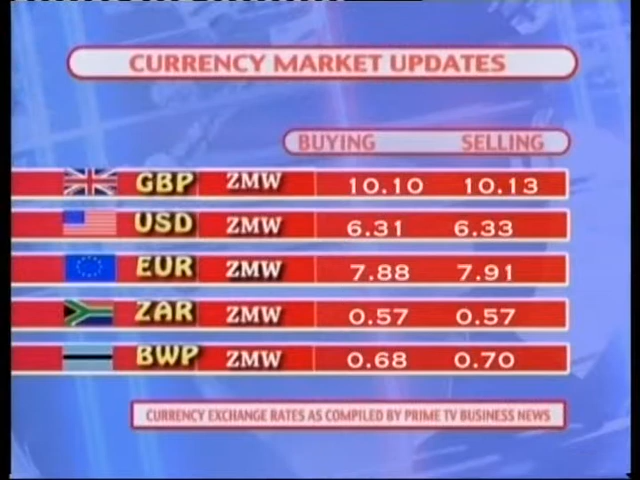 CURRENCY MARKET UPDATES
BUYING SELLING
GBP ZMW 10.10 10.13
USD ZMW 6.31 6.33
EUR ZMW 7.88 7.91
ZAR ZMW 0.57 0.57
BWP ZMW 0.68 0.70
CURRENCY EXCHANGE RATES AS COMPILED BY PRIME TV BUSINESS NEWS